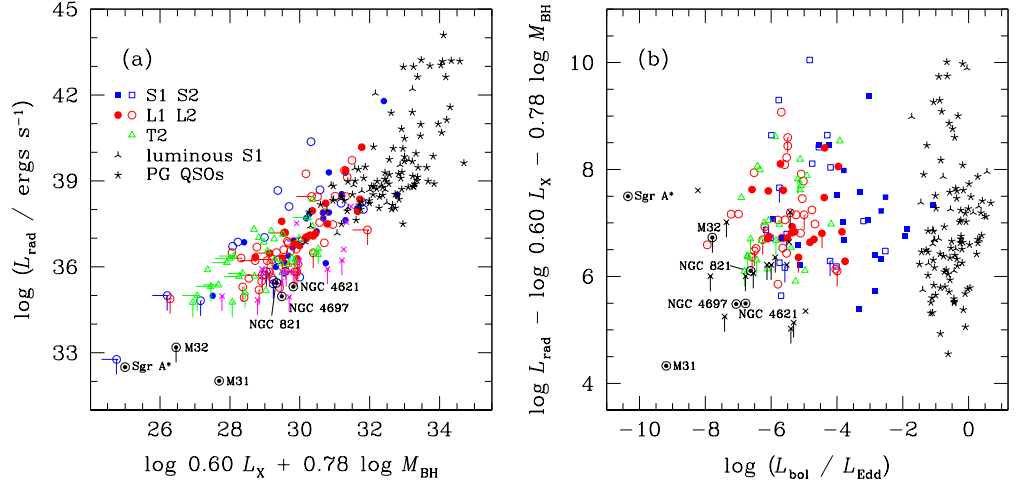 45
42
39
36
33
log (L_rad / ergs s⁻¹)
(a)
S1 S2
L1 L2
T2
luminous S1
PG QSOs
NGC 4621
NGC 4697
NGC 821
M32
Sgr A*
M31
26 28 30 32 34
log 0.60 L_X + 0.78 log M_BH
10
8
6
4
log L_rad − log 0.60 L_X − 0.78 log M_BH
(b)
Sgr A*
M32
NGC 821
NGC 4697
NGC 4621
M31
−10 −8 −6 −4 −2 0
log (L_bol / L_Edd)